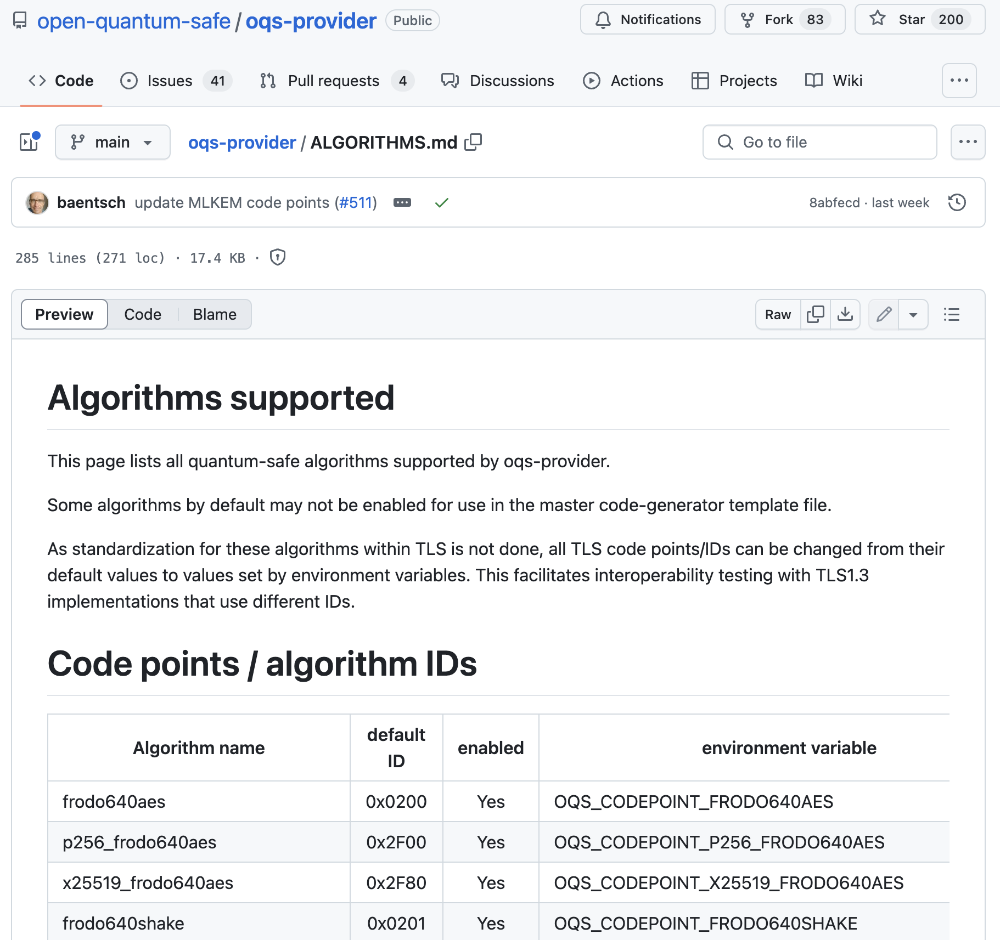 open-quantum-safe / oqs-provider Public Notifications Fork 83 Star 200
Code Issues 41 Pull requests 4 Discussions Actions Projects Wiki
main oqs-provider / ALGORITHMS.md Go to file
baentsch update MLKEM code points (#511) 8abfecd · last week
285 lines (271 loc) · 17.4 KB ·
Preview Code Blame Raw
Algorithms supported
This page lists all quantum-safe algorithms supported by oqs-provider.
Some algorithms by default may not be enabled for use in the master code-generator template file.
As standardization for these algorithms within TLS is not done, all TLS code points/IDs can be changed from their
default values to values set by environment variables. This facilitates interoperability testing with TLS1.3
implementations that use different IDs.
Code points / algorithm IDs
Algorithm name default ID enabled environment variable
frodo640aes 0x0200 Yes OQS_CODEPOINT_FRODO640AES
p256_frodo640aes 0x2F00 Yes OQS_CODEPOINT_P256_FRODO640AES
x25519_frodo640aes 0x2F80 Yes OQS_CODEPOINT_X25519_FRODO640AES
frodo640shake 0x0201 Yes OQS_CODEPOINT_FRODO640SHAKE